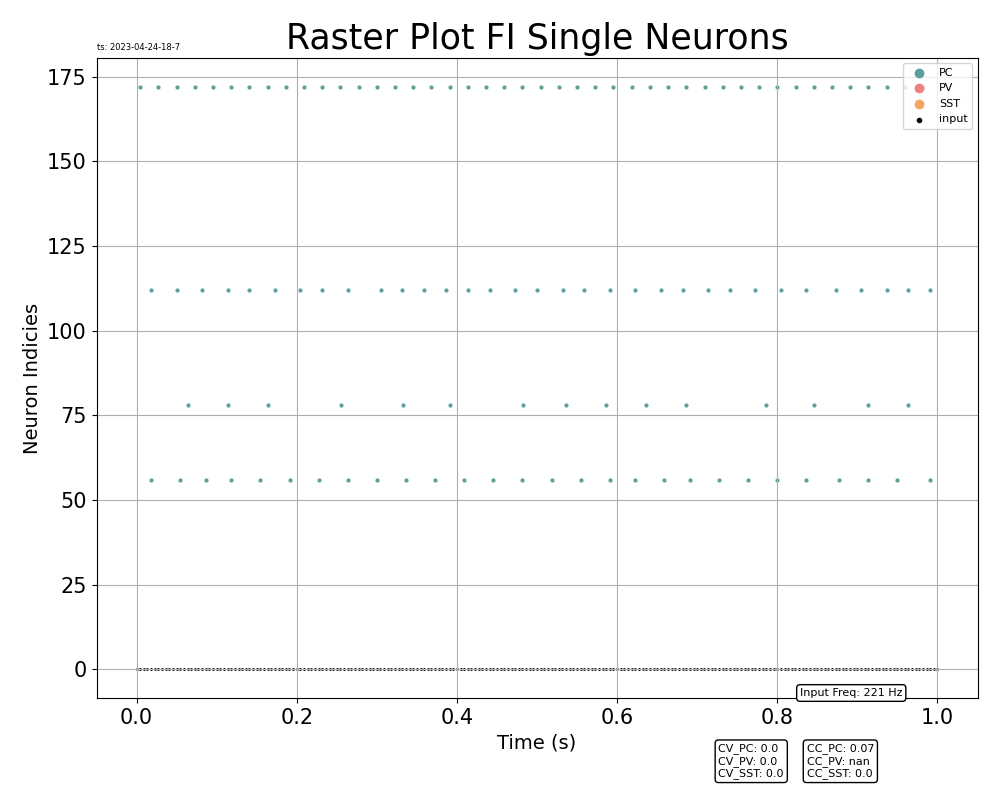 Raster Plot FI Single Neurons
ts: 2023-04-24-18-7
175
150
125
100
75
50
25
0
Neuron Indicies
PC
PV
SST
input
Input Freq: 221 Hz
0.0
0.2
0.4
0.6
0.8
1.0
Time (s)
CV_PC: 0.0
CV_PV: 0.0
CV_SST: 0.0
CC_PC: 0.07
CC_PV: nan
CC_SST: 0.0